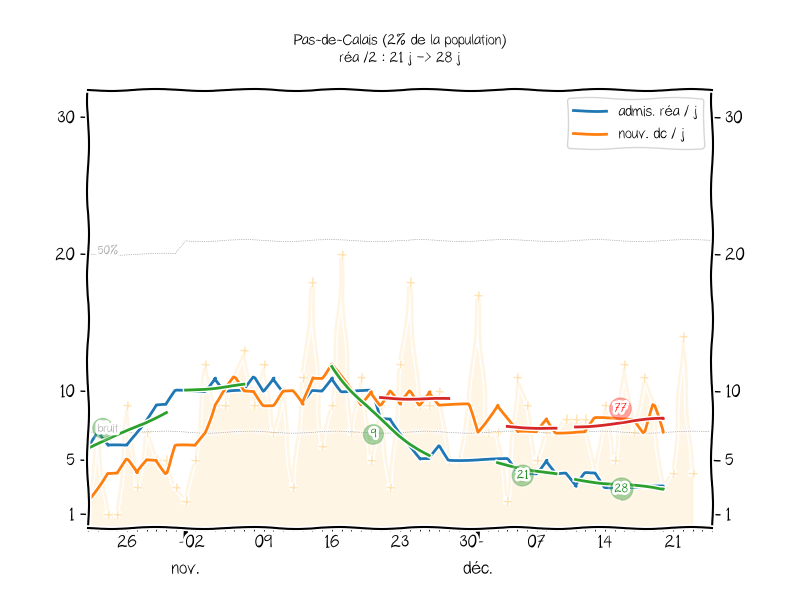 Pas-de-Calais (2% de la population)
réa /2 : 21 j -> 28 j
admis. réa / j
nouv. dc / j
30 30
50%
20 20
10 10
bruit
9
77
21
28
5 5
1 1
26 02 09 16 23 30 07 14 21
nov. déc.